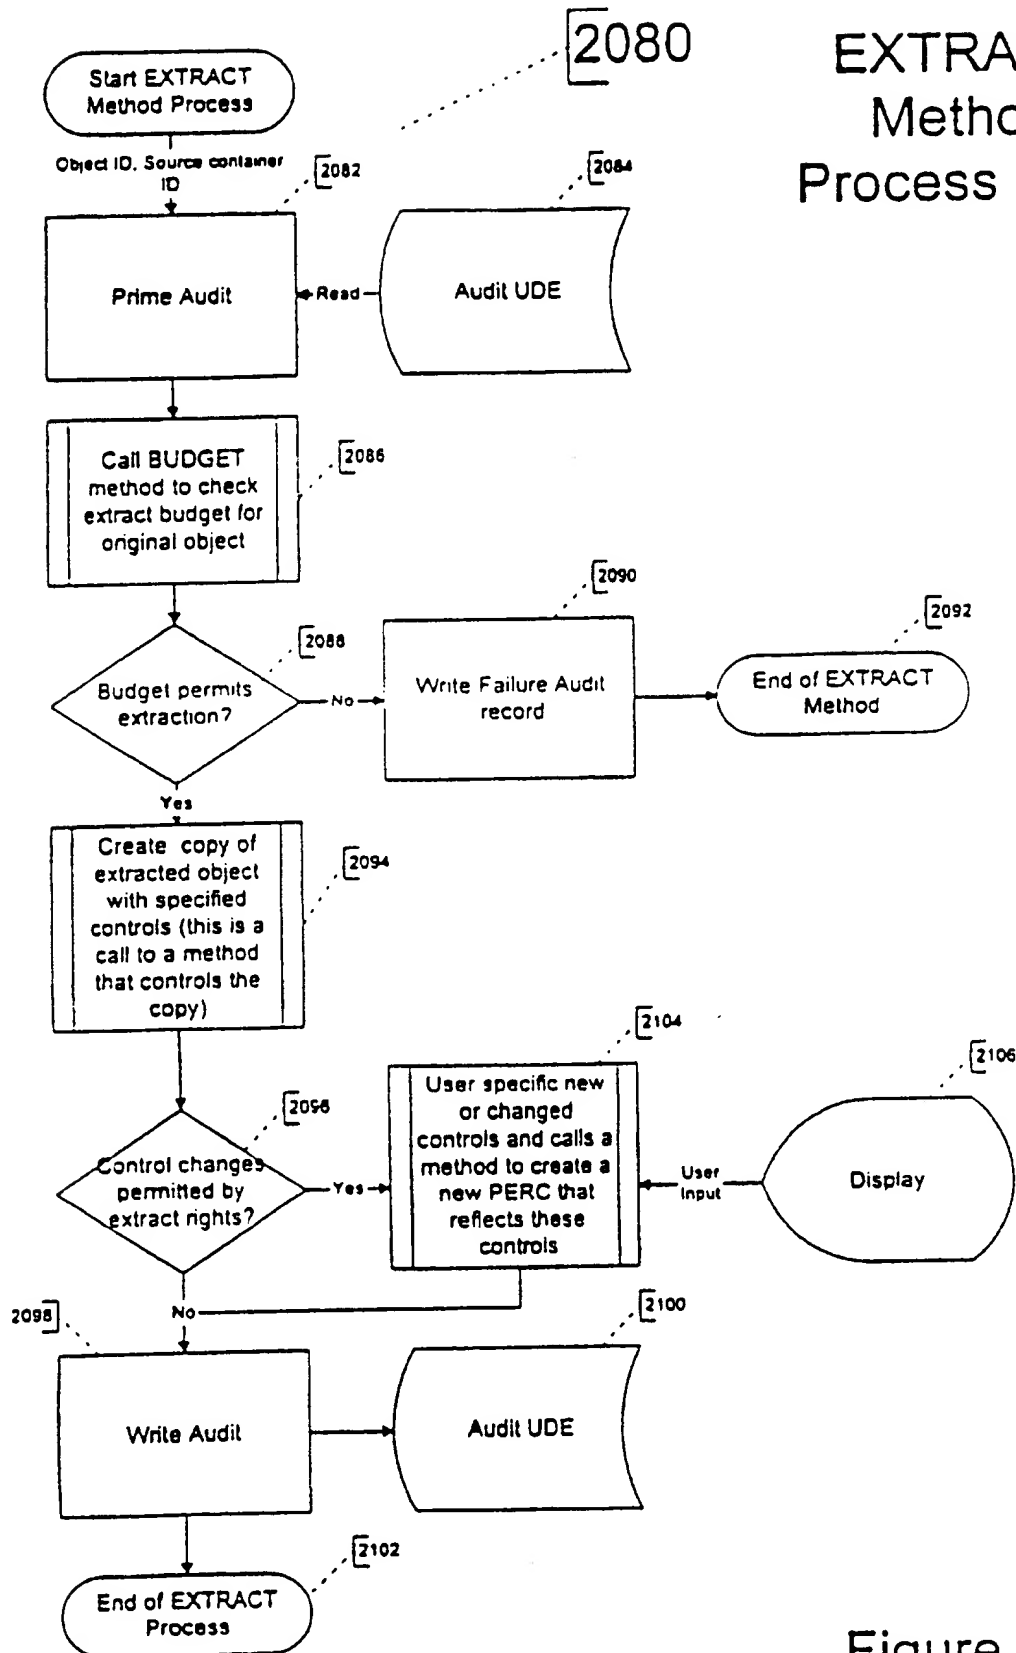 2080
EXTRA
Metho
Process
Start EXTRACT
Method Process
Object ID, Source container
ID
2082
2084
Prime Audit
Read
Audit UDE
Call BUDGET
method to check
extract budget for
original object
2086
2088
Budget permits
extraction?
No
2090
Write Failure Audit
record
2092
End of EXTRACT
Method
Yes
Create copy of
extracted object
with specified
controls (this is a
call to a method
that controls the
copy)
2094
2096
Control changes
permitted by
extract rights?
Yes
2104
User specific new
or changed
controls and calls a
method to create a
new PERC that
reflects these
controls
User
Input
2106
Display
No
2098
Write Audit
2100
Audit UDE
2102
End of EXTRACT
Process
Figure